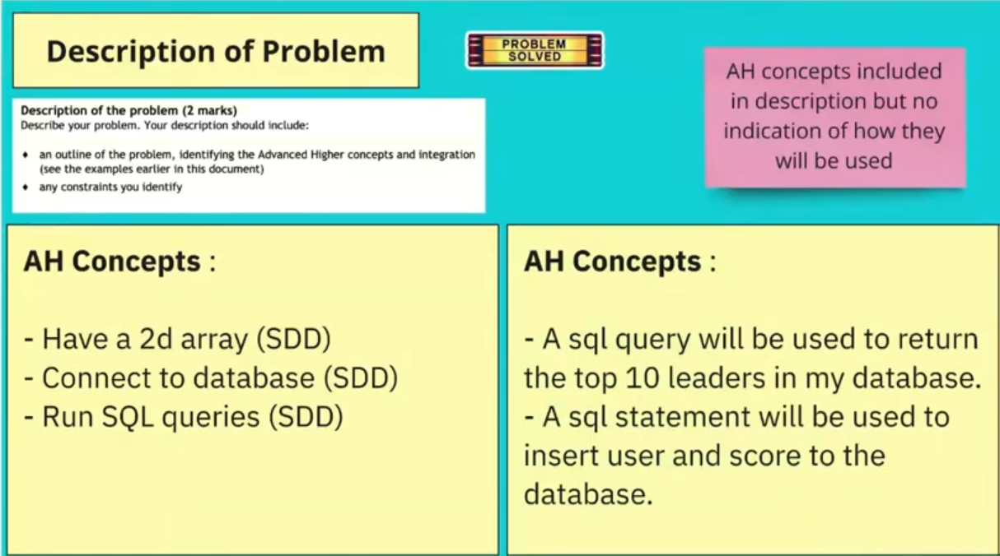 Description of Problem
PROBLEM
SOLVED
AH concepts included
in description but no
indication of how they
will be used
Description of the problem (2 marks)
Describe your problem. Your description should include:
♦ an outline of the problem, identifying the Advanced Higher concepts and integration
(see the examples earlier in this document)
♦ any constraints you identify
AH Concepts :
- Have a 2d array (SDD)
- Connect to database (SDD)
- Run SQL queries (SDD)
AH Concepts :
- A sql query will be used to return
the top 10 leaders in my database.
- A sql statement will be used to
insert user and score to the
database.